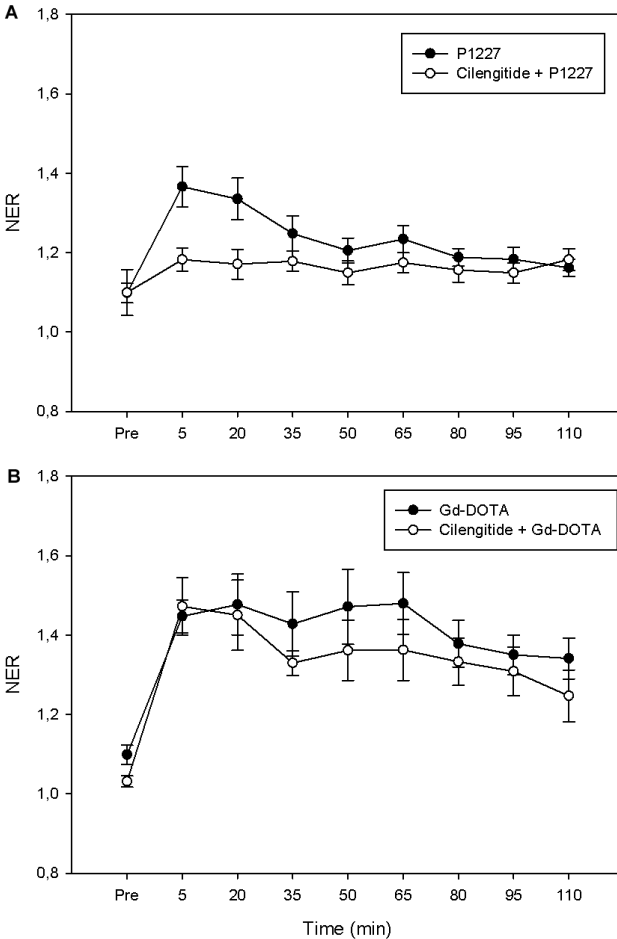 A
1,8
1,6
1,4
1,2
1,0
0,8
NER
P1227
Cilengitide + P1227
Pre 5 20 35 50 65 80 95 110
B
1,8
1,6
1,4
1,2
1,0
0,8
NER
Gd-DOTA
Cilengitide + Gd-DOTA
Pre 5 20 35 50 65 80 95 110
Time (min)